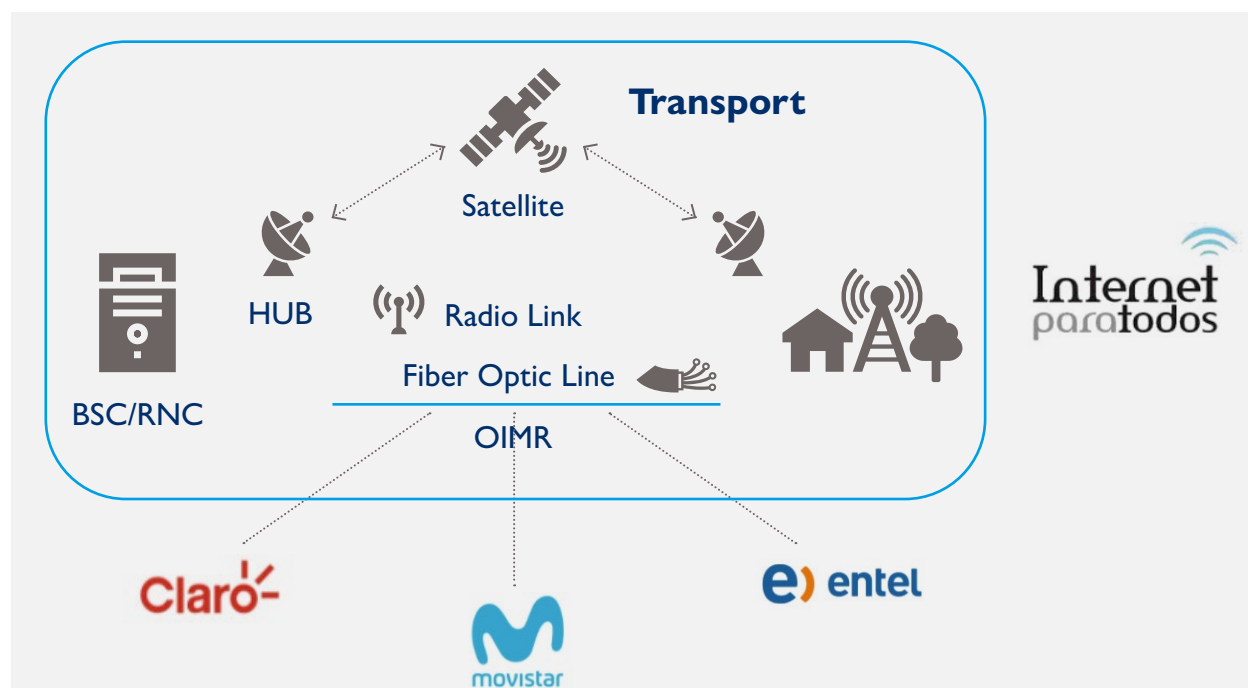 Transport
Satellite
HUB
Radio Link
Internet
paratodos
Fiber Optic Line
BSC/RNC
OIMR
Claro
e) entel
movistar